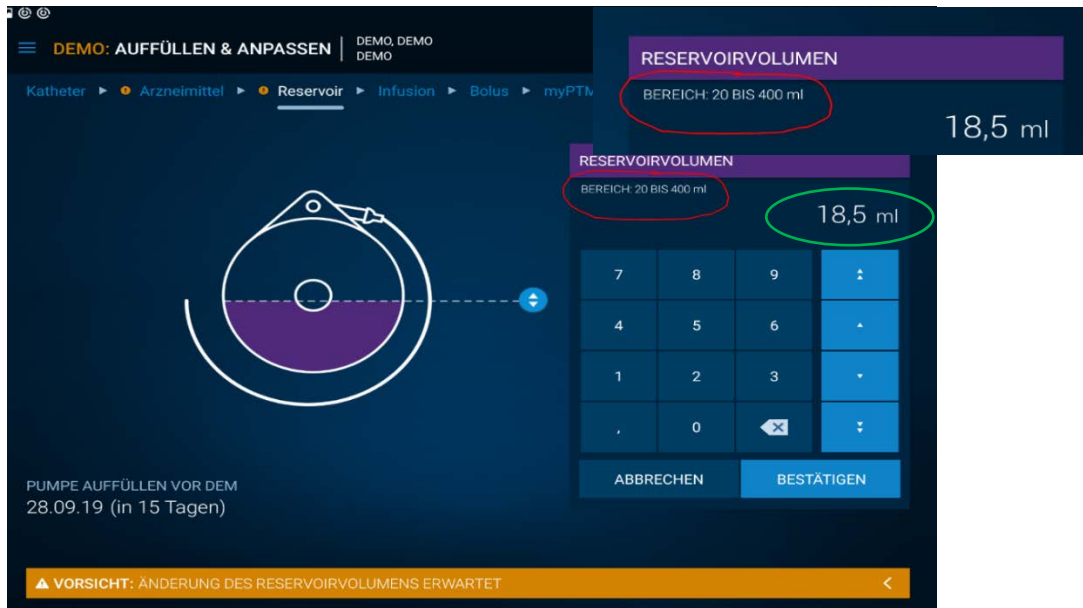 DEMO: AUFFÜLLEN & ANPASSEN
DEMO, DEMO
DEMO
Katheter ► Arzneimittel ► Reservoir ► Infusion ► Bolus ► myPTM
RESERVOIRVOLUMEN
BEREICH: 20 BIS 400 ml
18,5 ml
RESERVOIRVOLUMEN
BEREICH: 20 BIS 400 ml
18,5 ml
7 8 9
4 5 6
1 2 3
, 0
ABBRECHEN BESTÄTIGEN
PUMPE AUFFÜLLEN VOR DEM
28.09.19 (in 15 Tagen)
VORSICHT: ÄNDERUNG DES RESERVOIRVOLUMENS ERWARTET